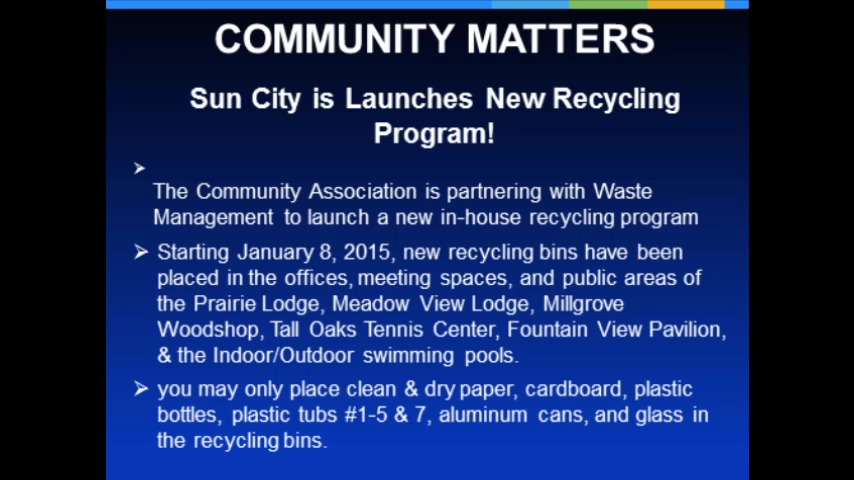 COMMUNITY MATTERS
Sun City is Launches New Recycling
Program!
The Community Association is partnering with Waste
Management to launch a new in-house recycling program
Starting January 8, 2015, new recycling bins have been
placed in the offices, meeting spaces, and public areas of
the Prairie Lodge, Meadow View Lodge, Millgrove
Woodshop, Tall Oaks Tennis Center, Fountain View Pavilion,
& the Indoor/Outdoor swimming pools.
you may only place clean & dry paper, cardboard, plastic
bottles, plastic tubs #1-5 & 7, aluminum cans, and glass in
the recycling bins.